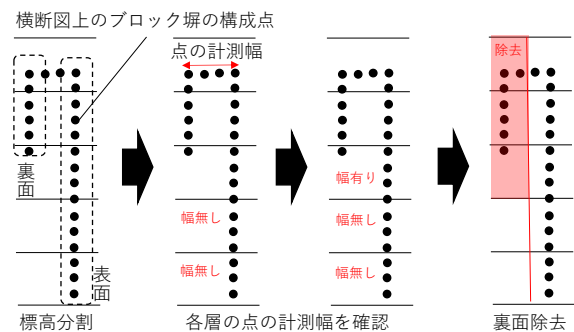 横断図上のブロック塀の構成点
点の計測幅
除去
裏面
幅有り
幅無し
幅無し
幅無し
幅無し
表面
標高分割
各層の点の計測幅を確認
裏面除去